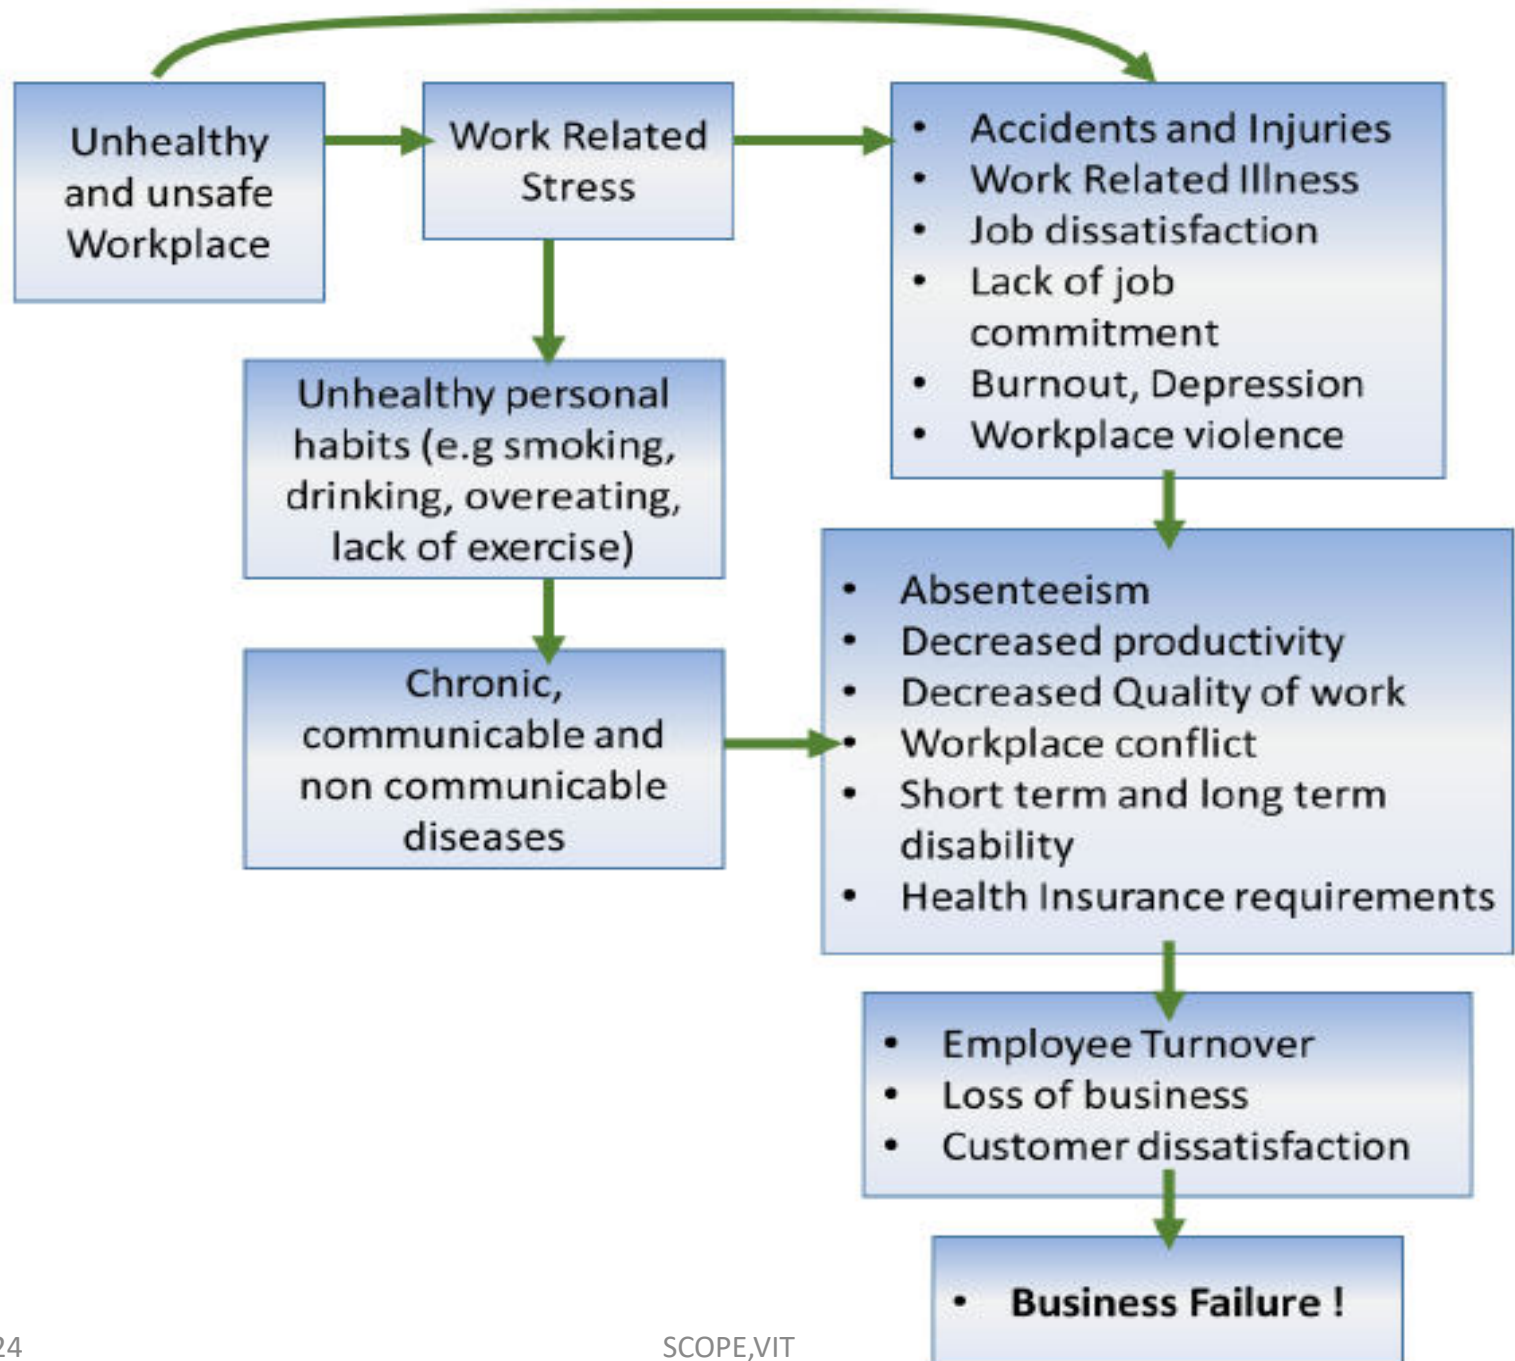 Unhealthy
and unsafe
Workplace
Work Related
Stress
• Accidents and Injuries
• Work Related Illness
• Job dissatisfaction
• Lack of job
commitment
• Burnout, Depression
• Workplace violence
Unhealthy personal
habits (e.g smoking,
drinking, overeating,
lack of exercise)
Chronic,
communicable and
non communicable
diseases
• Absenteeism
• Decreased productivity
• Decreased Quality of work
• Workplace conflict
• Short term and long term
disability
• Health Insurance requirements
• Employee Turnover
• Loss of business
• Customer dissatisfaction
• Business Failure !
24
SCOPE,VIT